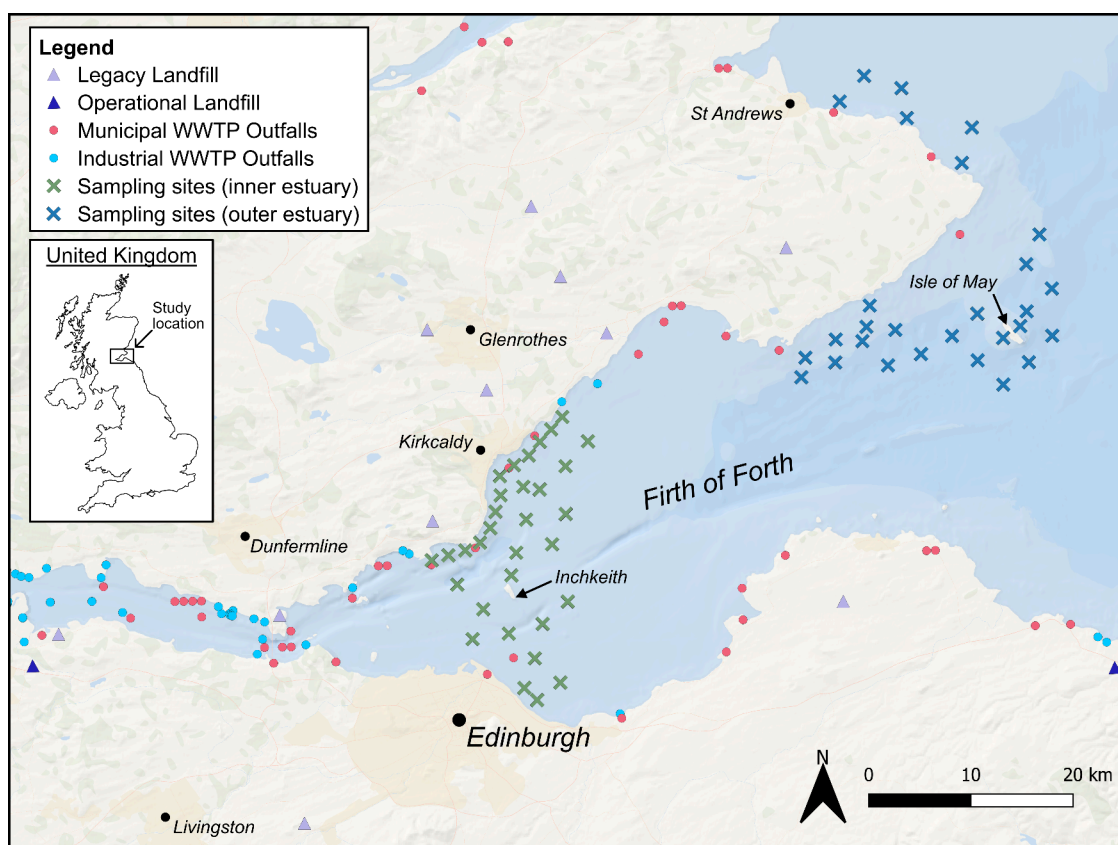 Legend
Legacy Landfill
Operational Landfill
Municipal WWTP Outfalls
Industrial WWTP Outfalls
Sampling sites (inner estuary)
Sampling sites (outer estuary)
United Kingdom
Study
location
St Andrews
Isle of May
Glenrothes
Kirkcaldy
Firth of Forth
Dunfermline
Inchkeith
Edinburgh
Livingston
N
0
10
20 km